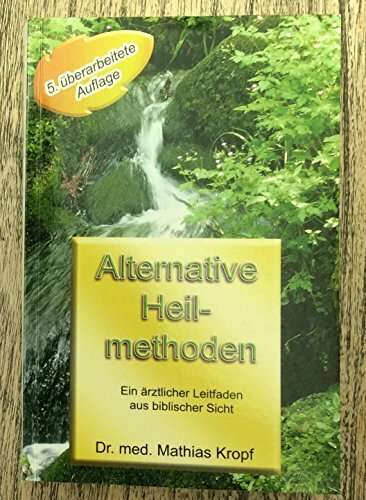 5. überarbeitete
Auflage
Alternative
Heil-
methoden
Ein ärztlicher Leitfaden
aus biblischer Sicht
Dr. med. Mathias Kropf